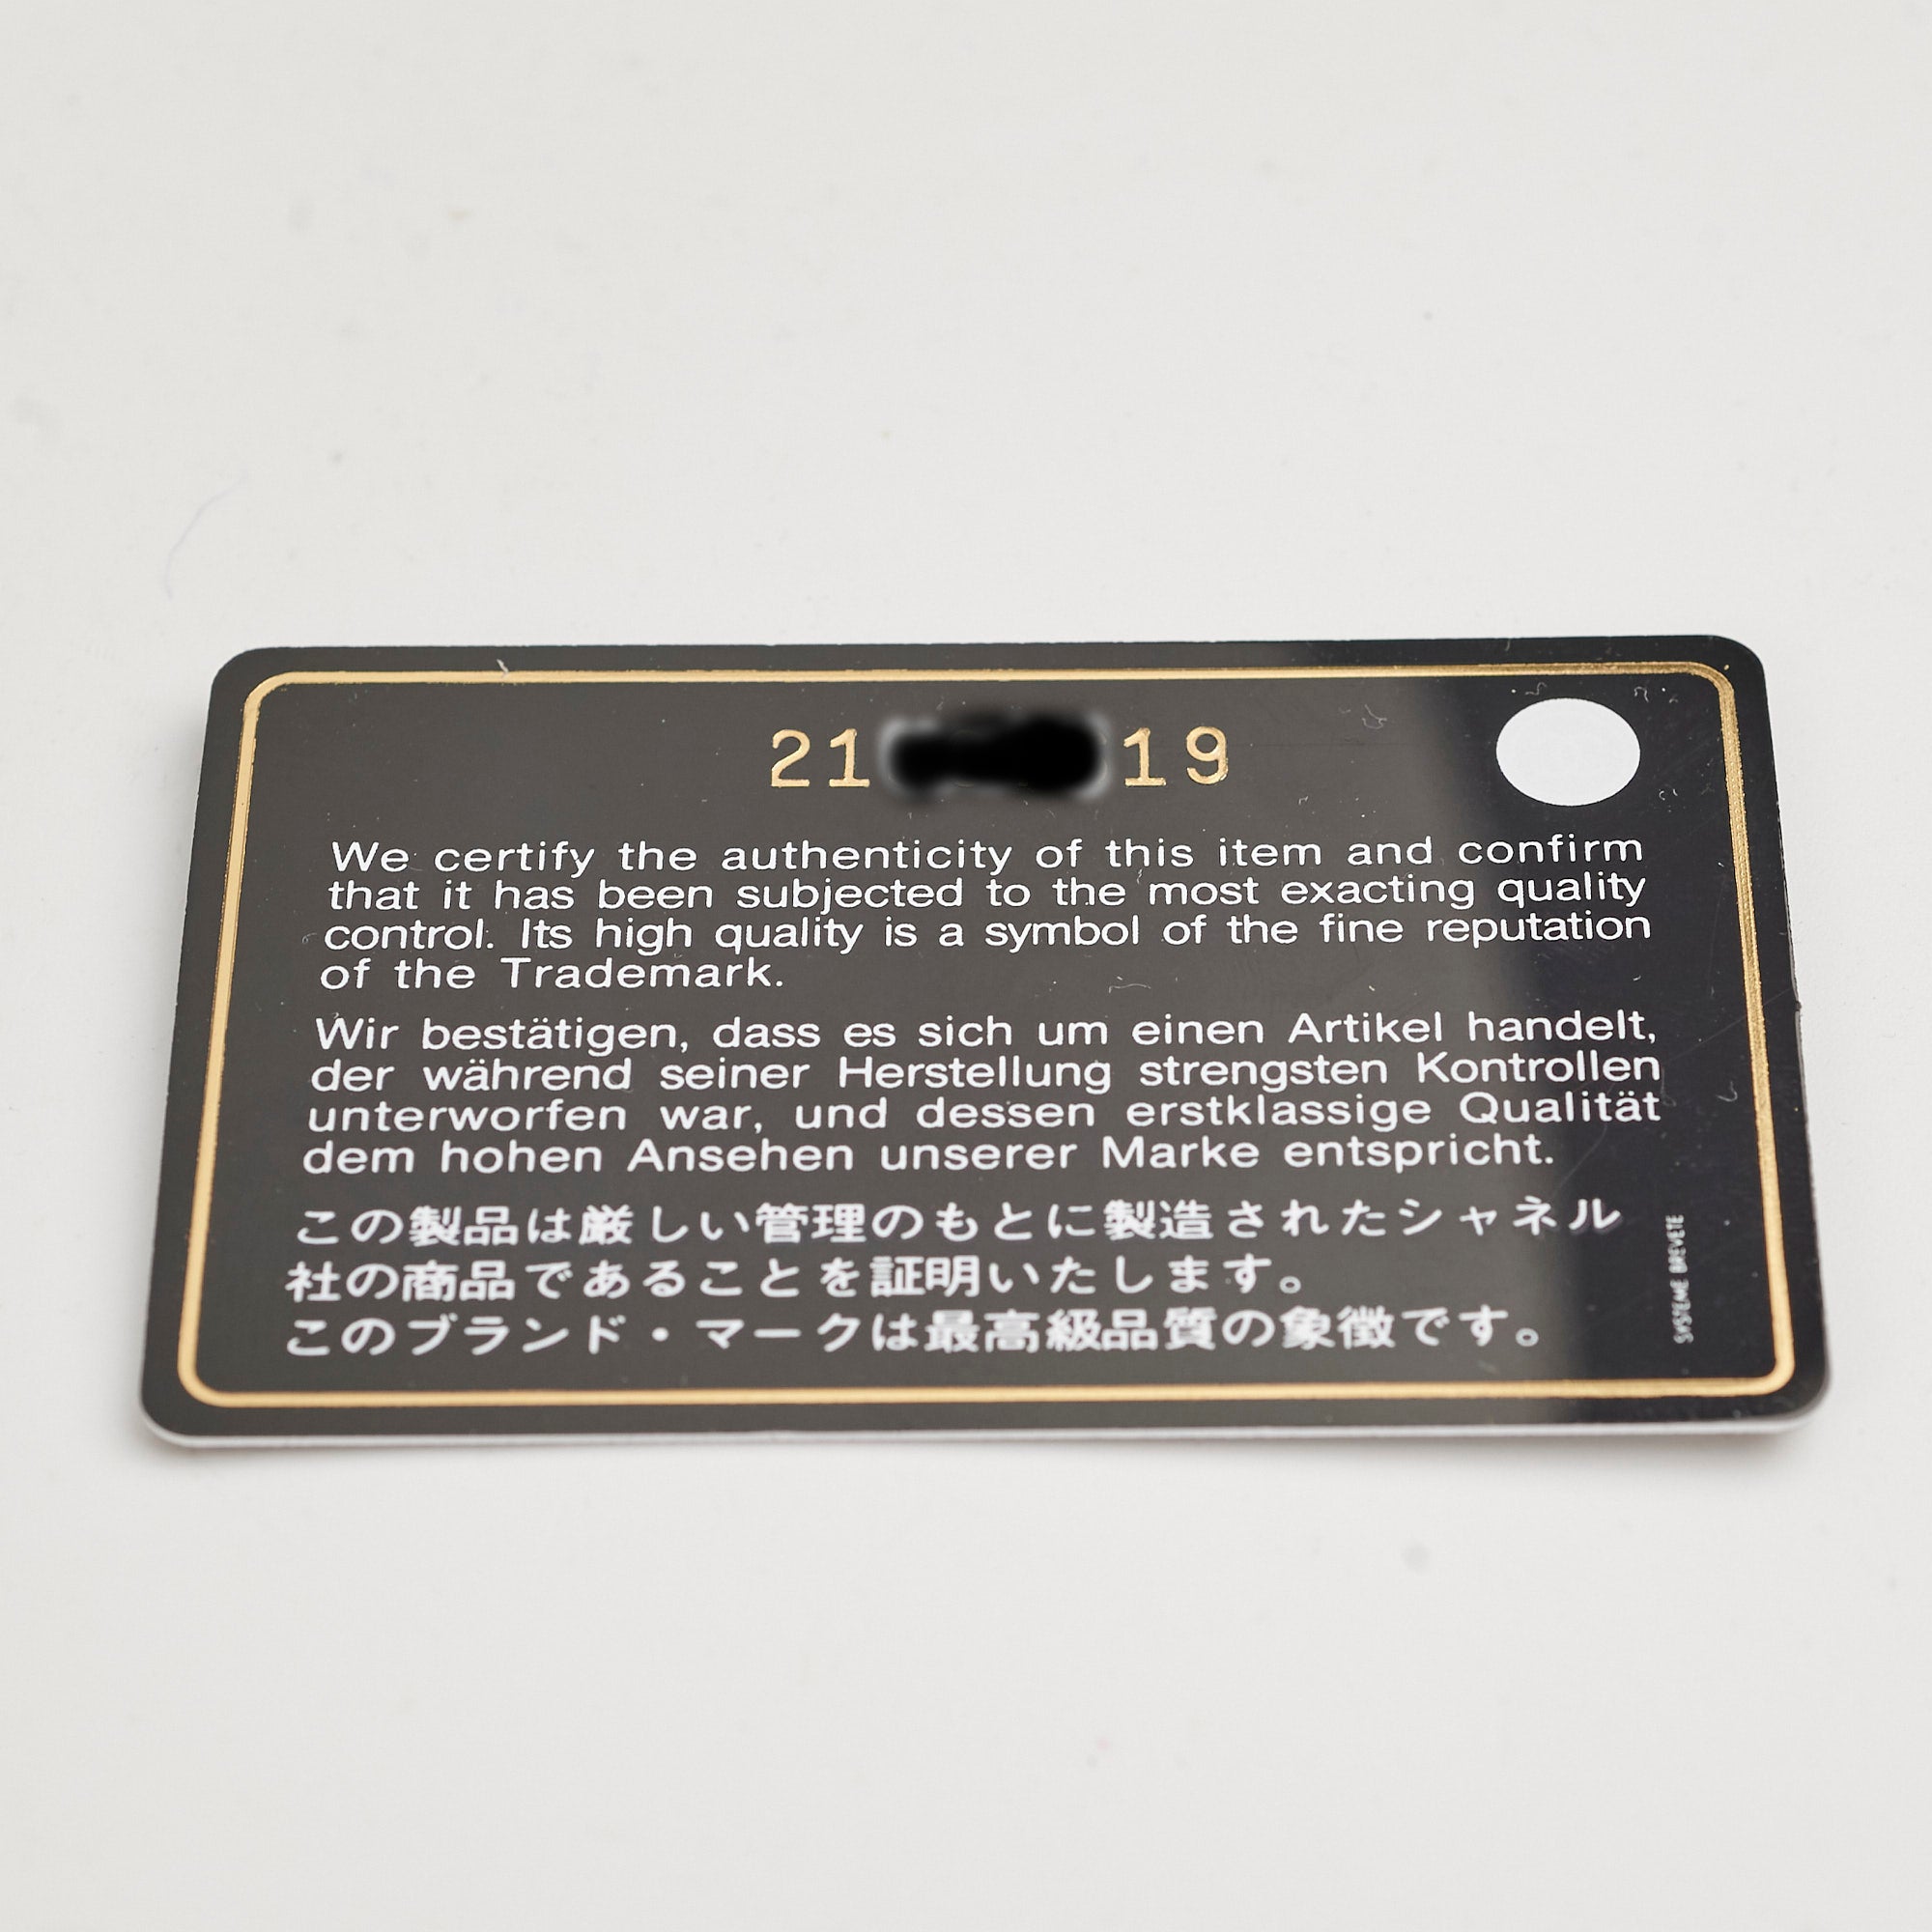 21 19
We certify the authenticity of this item and confirm
that it has been subjected to the most exacting quality
control. Its high quality is a symbol of the fine reputation
of the Trademark.
Wir bestätigen, dass es sich um einen Artikel handelt,
der während seiner Herstellung strengsten Kontrollen
unterworfen war, und dessen erstklassige Qualität
dem hohen Ansehen unserer Marke entspricht.
この製品は厳しい管理のもとに製造されたシャネル
社の商品であることを証明いたします。
このブランド・マークは最高級品質の象徴です。
SYSTEME BREVETE